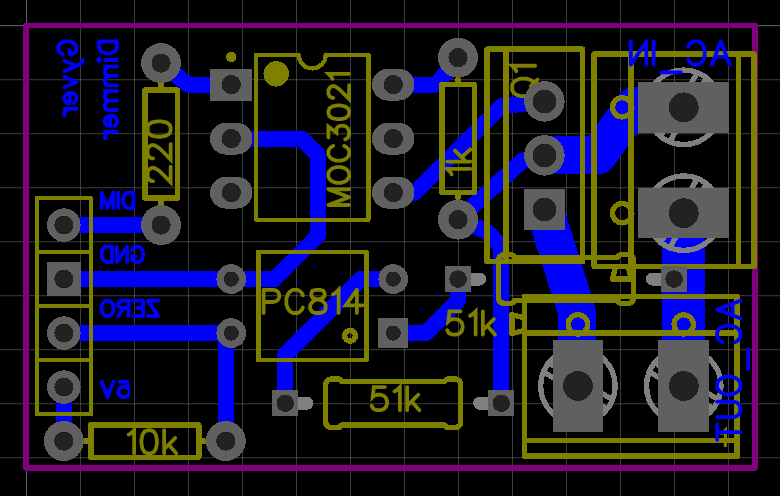 Dimmer
Gyver
AC_IN
Q1
220
MOC3021
1k
DIM
GND
PC814
ZERO
51k
AC_OUT
5V
51k
10k